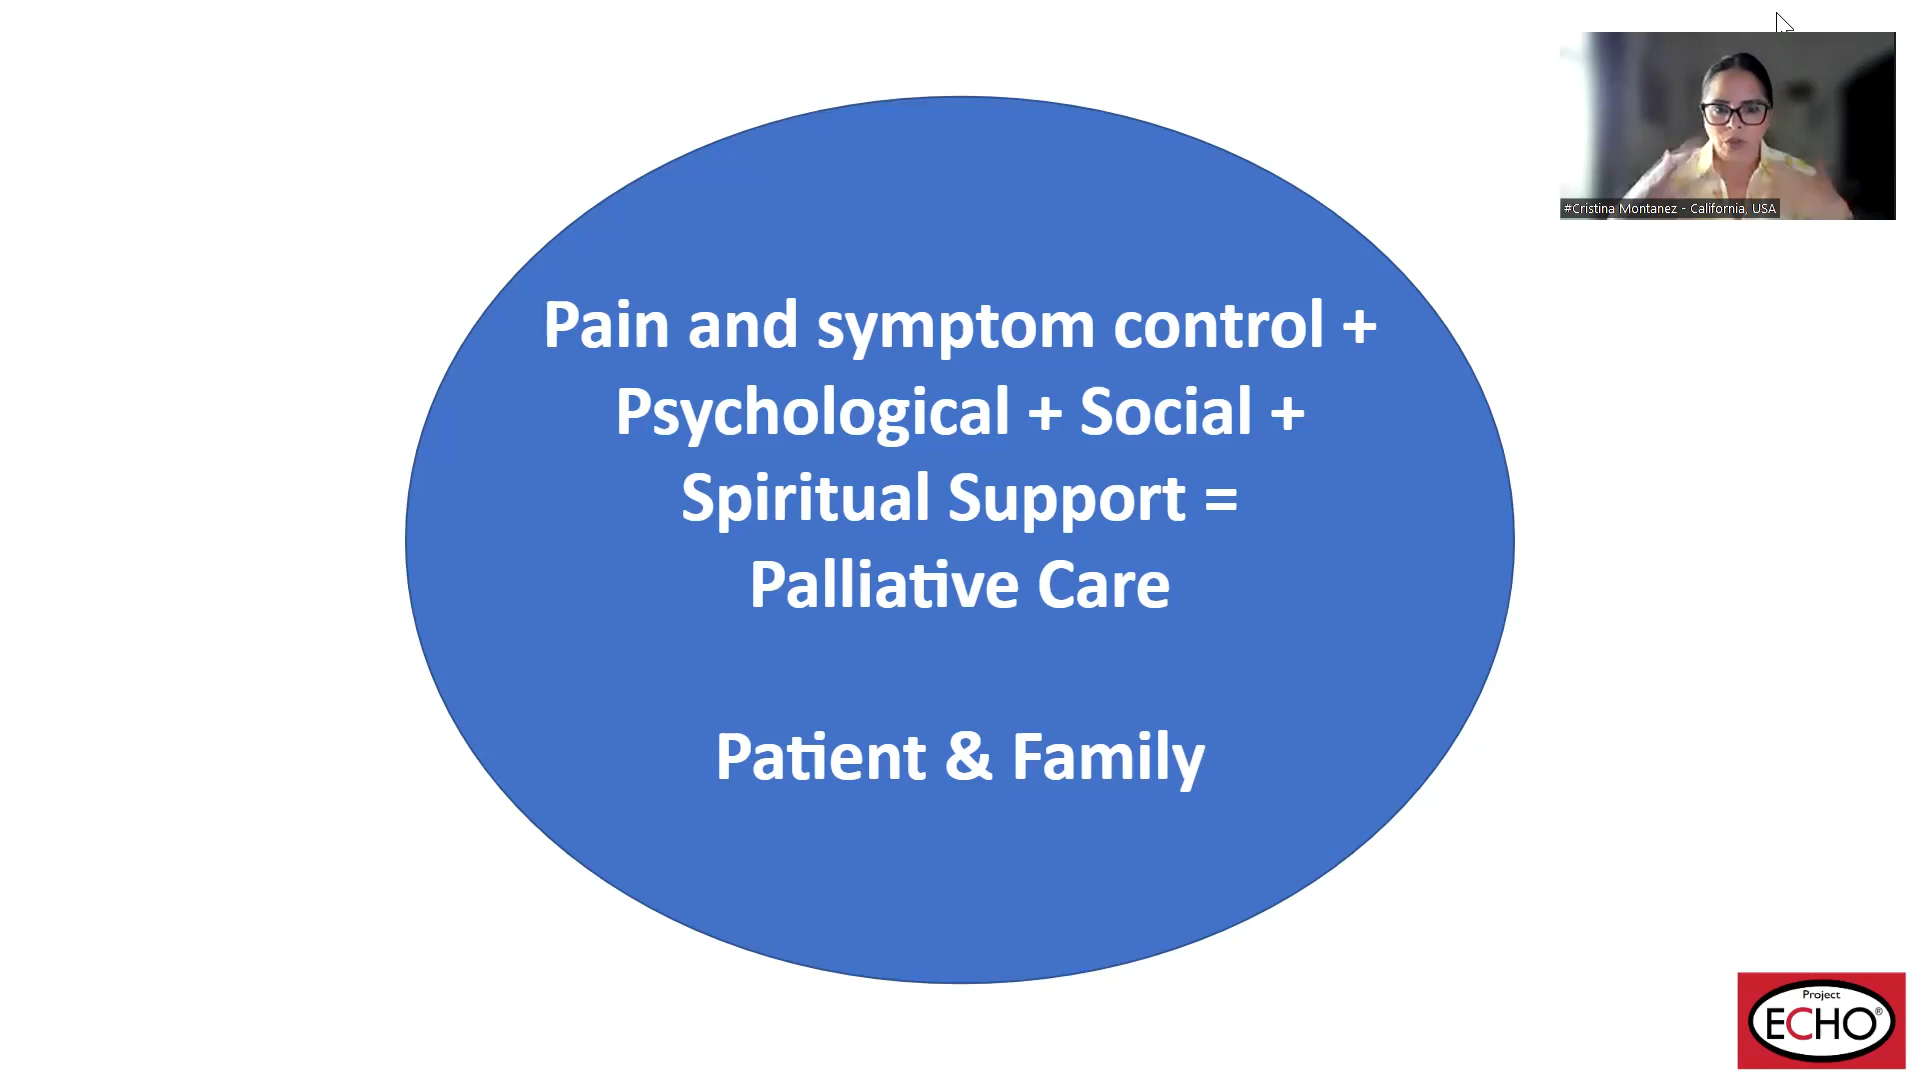 #Cristina Montanez - California, USA
Pain and symptom control +
Psychological + Social +
Spiritual Support =
Palliative Care
Patient & Family
Project
ECHO®